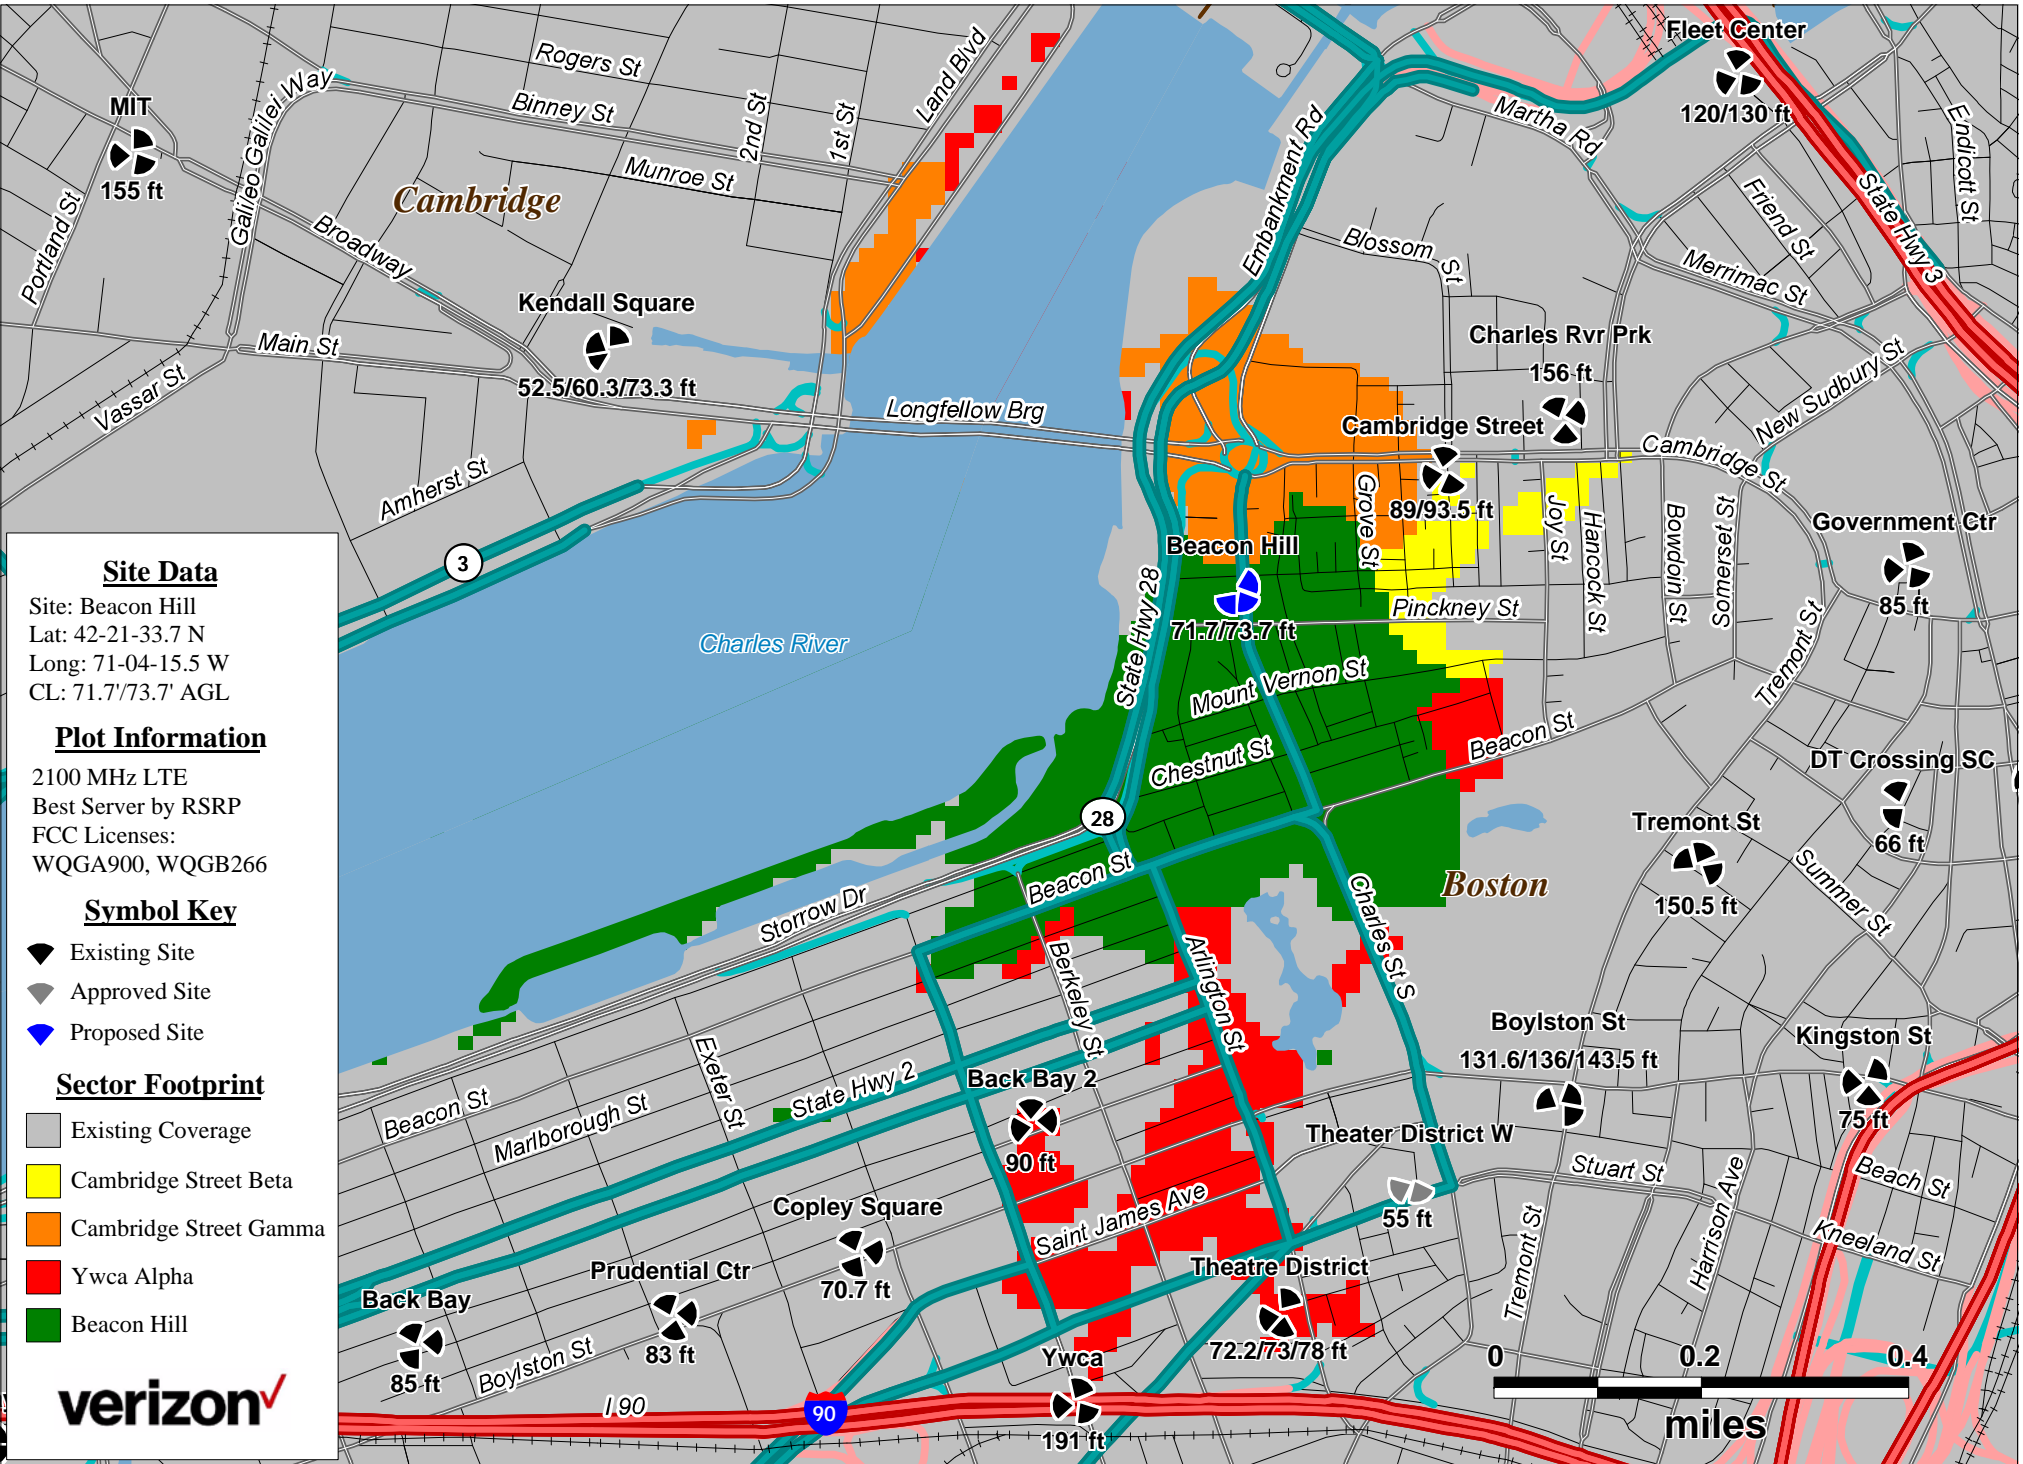 Fleet Center
120/130 ft
MIT
155 ft
Rogers St
Binney St
Munroe St
2nd St
1st St
Land Blvd
Galileo Galilei Way
Portland St
Broadway
Cambridge
Kendall Square
52.5/60.3/73.3 ft
Main St
Vassar St
Amherst St
Longfellow Brg
Embankment Rd
Martha Rd
Endicott St
State Hwy 3
Friend St
Blossom St
Merrimac St
Charles Rvr Prk
156 ft
New Sudbury St
Cambridge Street
89/93.5 ft
Cambridge St
Grove St
Joy St
Hancock St
Bowdoin St
Somerset St
Government Ctr
85 ft
3
Charles River
State Hwy 28
Beacon Hill
71.7/73.7 ft
Pinckney St
Mount Vernon St
Chestnut St
Beacon St
Tremont St
DT Crossing SC
66 ft
Tremont St
150.5 ft
Summer St
Boston
28
Beacon St
Storrow Dr
Charles St S
Arlington St
Berkeley St
Exeter St
State Hwy 2
Beacon St
Marlborough St
Back Bay 2
90 ft
Boylston St
131.6/136/143.5 ft
Kingston St
75 ft
Theater District W
55 ft
Stuart St
Beach St
Kneeland St
Harrison Ave
Tremont St
Saint James Ave
Copley Square
70.7 ft
Prudential Ctr
83 ft
Back Bay
85 ft
Boylston St
Theatre District
72.2/73/78 ft
Ywca
191 ft
I 90
90
0 0.2 0.4
miles
Site Data
Site: Beacon Hill
Lat: 42-21-33.7 N
Long: 71-04-15.5 W
CL: 71.7'/73.7' AGL
Plot Information
2100 MHz LTE
Best Server by RSRP
FCC Licenses:
WQGA900, WQGB266
Symbol Key
Existing Site
Approved Site
Proposed Site
Sector Footprint
Existing Coverage
Cambridge Street Beta
Cambridge Street Gamma
Ywca Alpha
Beacon Hill
verizon